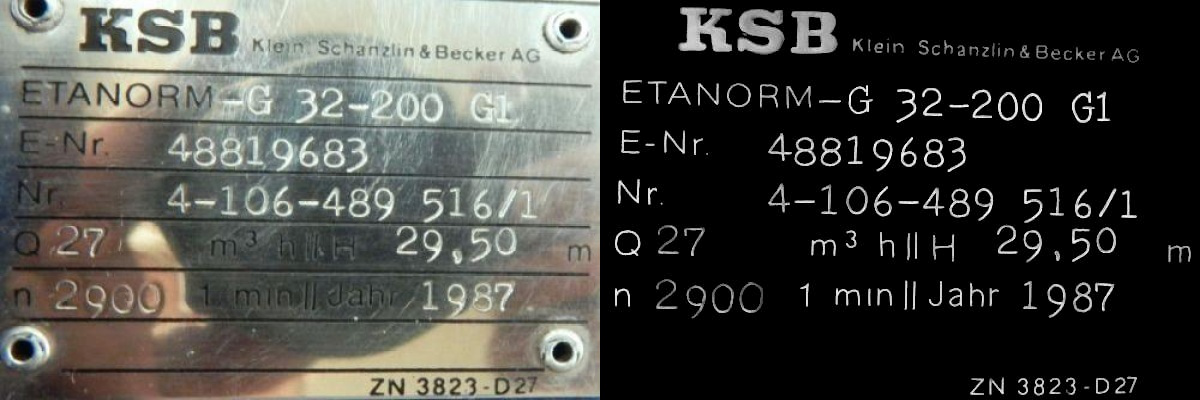 KSB Klein, Schanzlin & Becker AG
ETANORM-G 32-200 G1
E-Nr. 48819683
Nr. 4-106-489 516/1
Q 27 m³ h || H 29,50 m
n 2900 1 min || Jahr 1987
ZN 3823-D27
KSB Klein Schanzlin & Becker AG
ETANORM-G 32-200 G1
E-Nr. 48819683
Nr. 4-106-489 516/1
Q 27 m³ h || H 29,50 m
n 2900 1 min || Jahr 1987
ZN 3823-D27